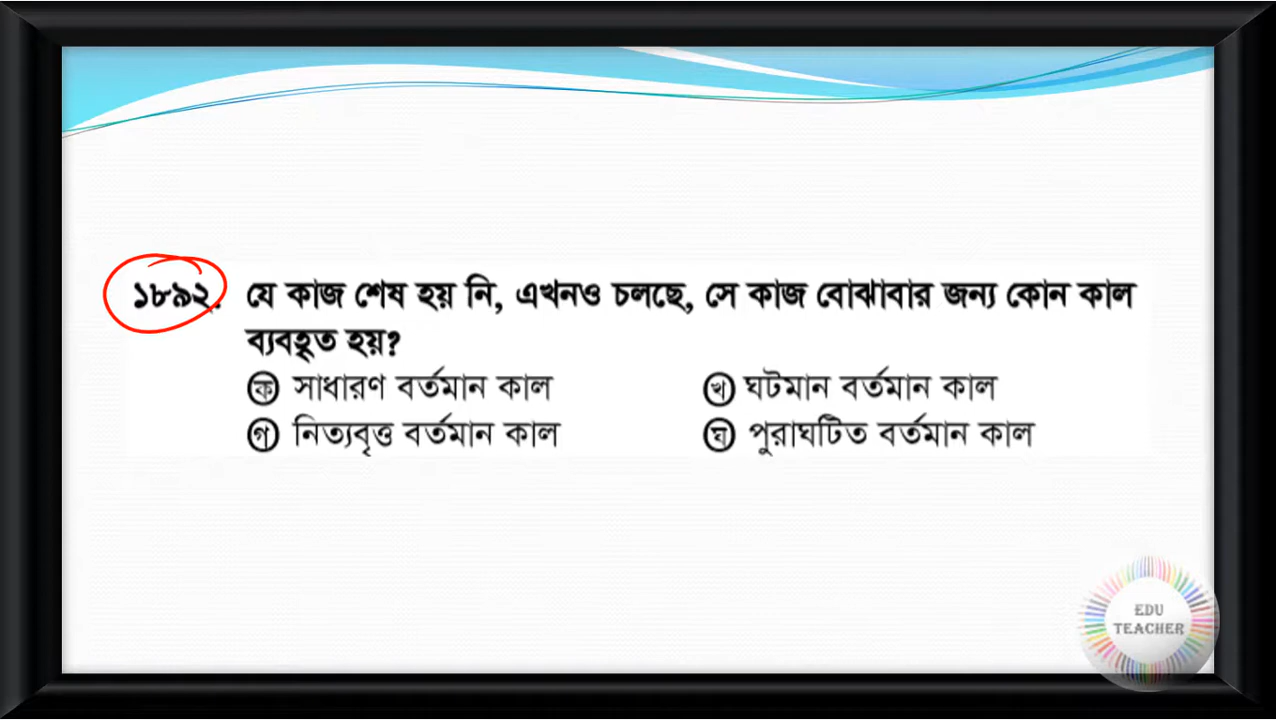 ১৮৯২. যে কাজ শেষ হয় নি, এখনও চলছে, সে কাজ বোঝাবার জন্য কোন কাল
ব্যবহৃত হয়?
ক সাধারণ বর্তমান কাল খ ঘটমান বর্তমান কাল
গ নিত্যবৃত্ত বর্তমান কাল ঘ পুরাঘটিত বর্তমান কাল
EDU
TEACHER